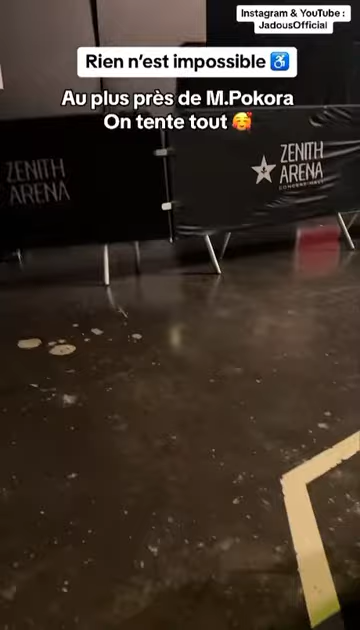 Instagram & YouTube :
JadousOfficial
Rien n’est impossible ♿
Au plus près de M.Pokora
On tente tout 🥰
ZENITH
ARENA
ZENITH
ARENA